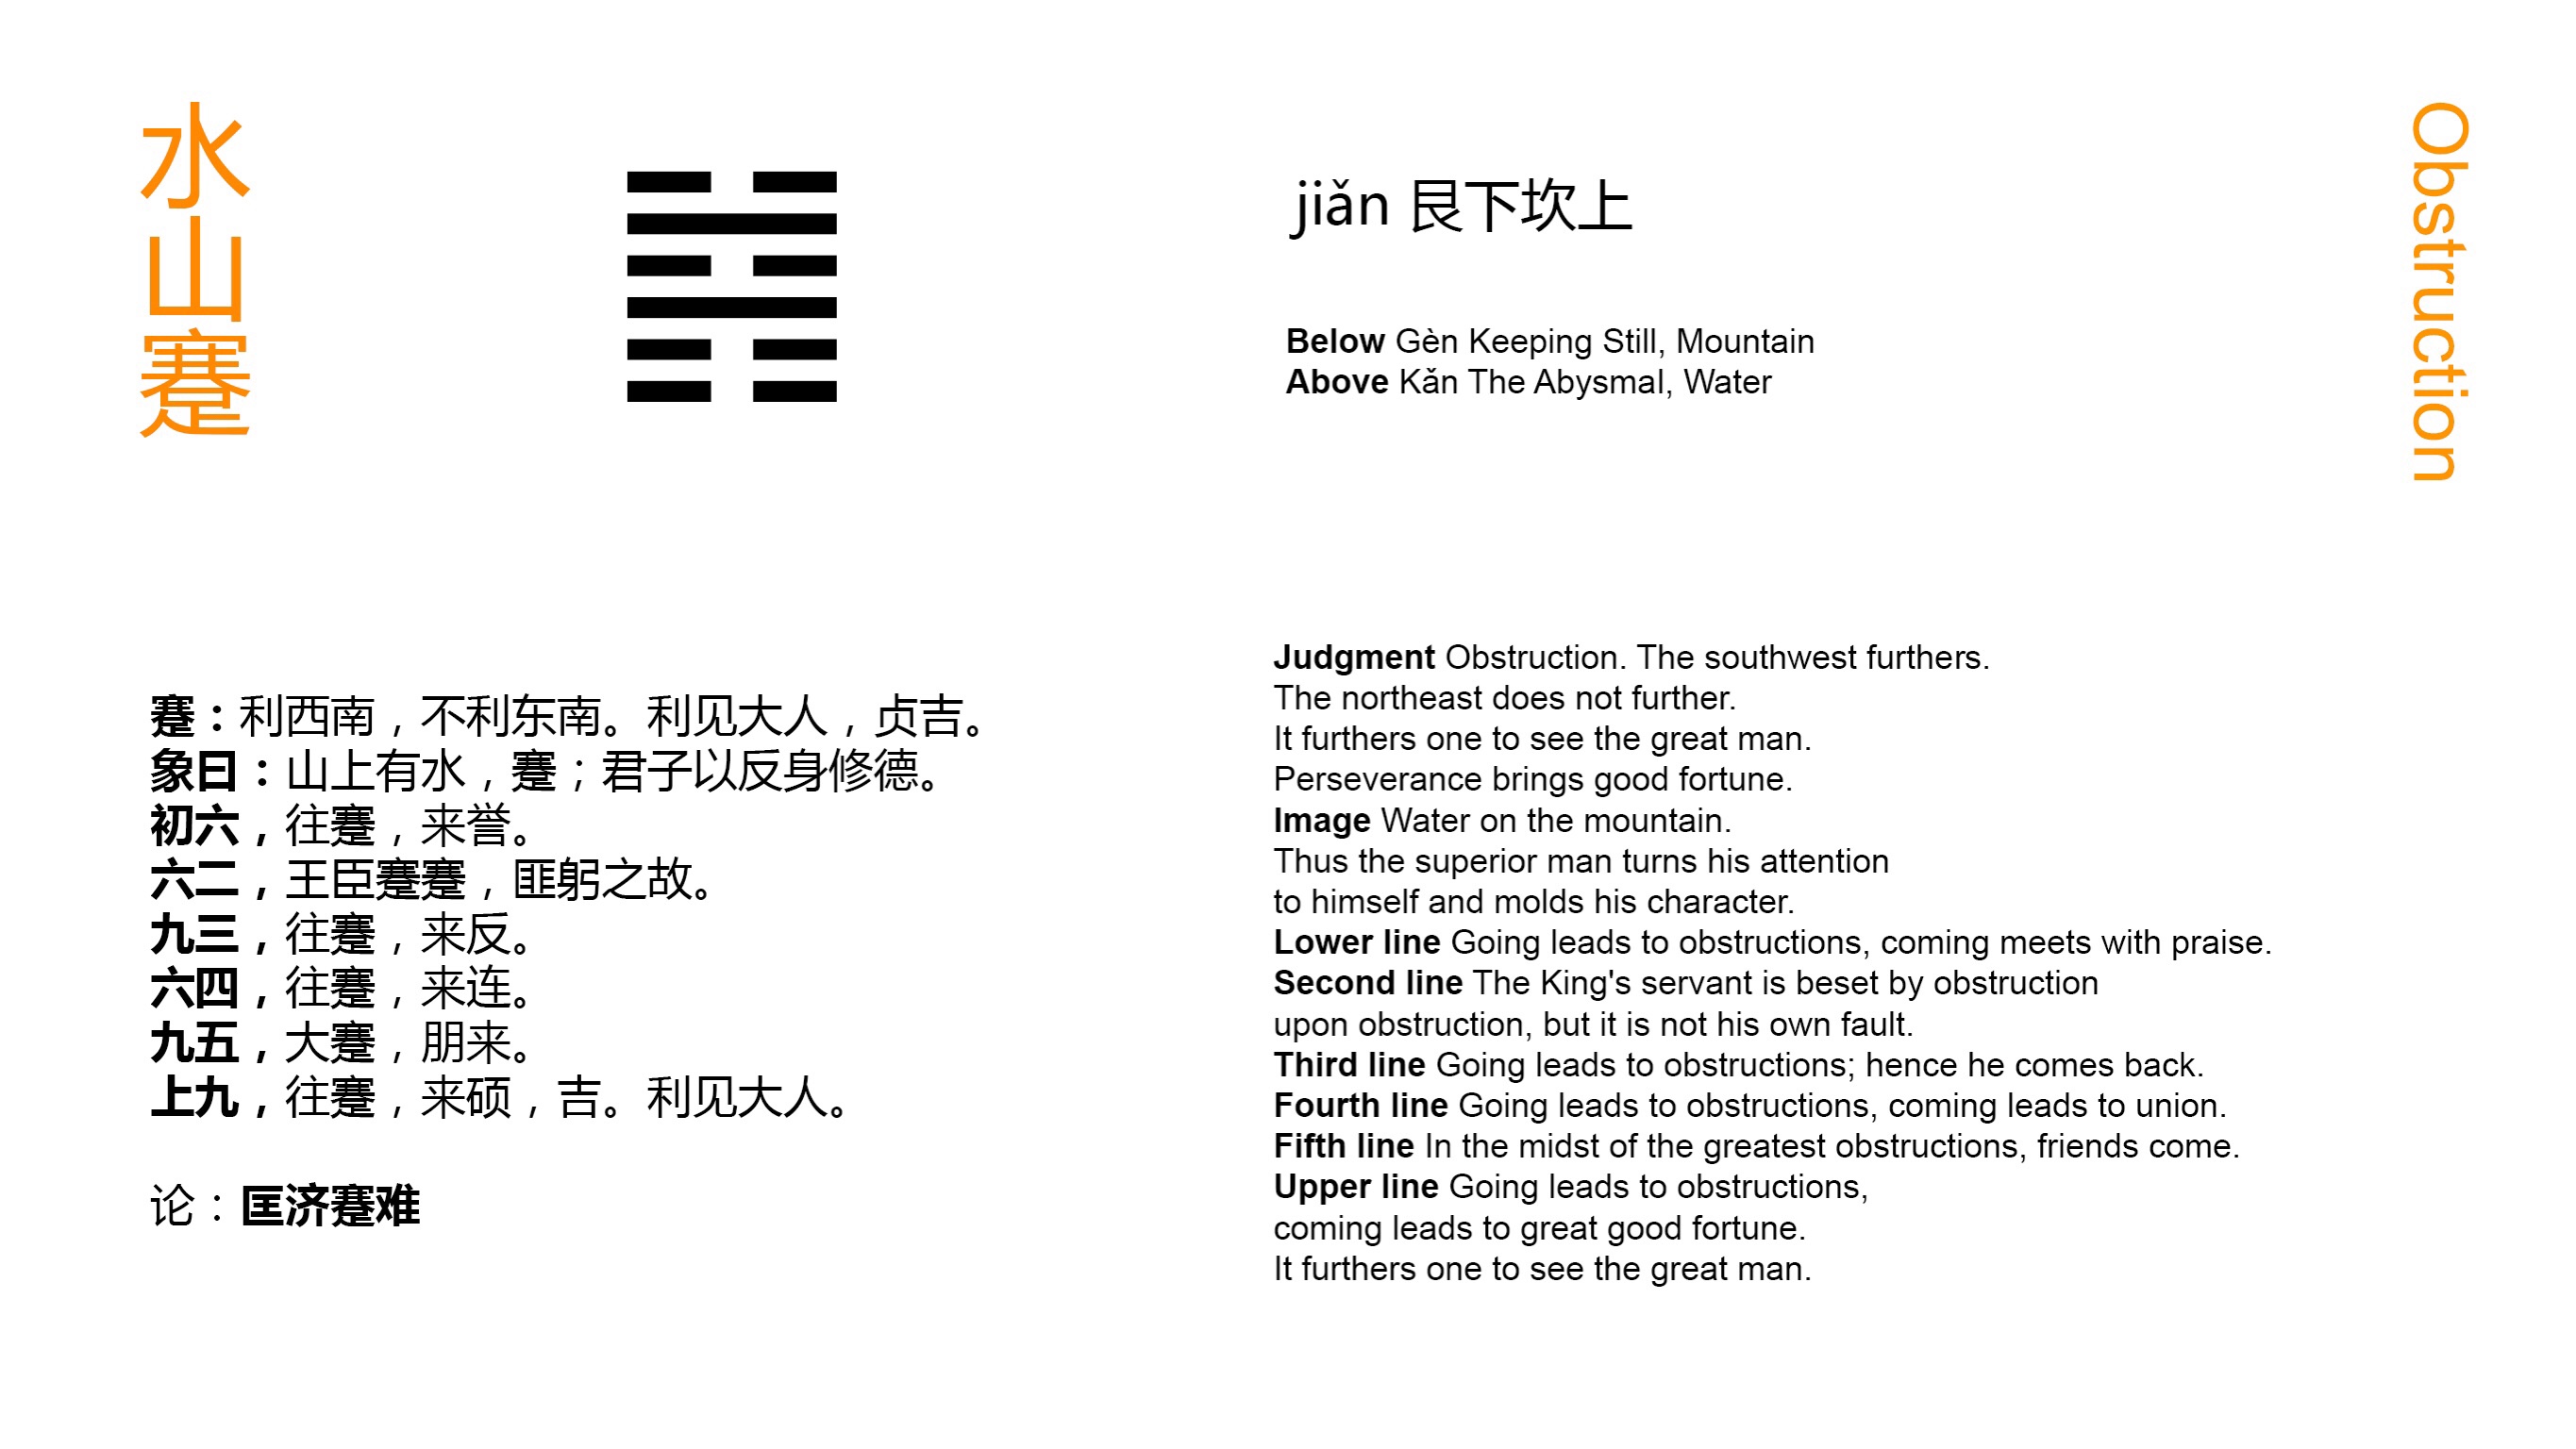 水山蹇
jiǎn 艮下坎上
Below Gèn Keeping Still, Mountain
Above Kǎn The Abysmal, Water
Obstruction
蹇：利西南，不利东南。利见大人，贞吉。
象曰：山上有水，蹇；君子以反身修德。
初六，往蹇，来誉。
六二，王臣蹇蹇，匪躬之故。
九三，往蹇，来反。
六四，往蹇，来连。
九五，大蹇，朋来。
上九，往蹇，来硕，吉。利见大人。
论：匡济蹇难
Judgment Obstruction. The southwest furthers.
The northeast does not further.
It furthers one to see the great man.
Perseverance brings good fortune.
Image Water on the mountain.
Thus the superior man turns his attention
to himself and molds his character.
Lower line Going leads to obstructions, coming meets with praise.
Second line The King's servant is beset by obstruction
upon obstruction, but it is not his own fault.
Third line Going leads to obstructions; hence he comes back.
Fourth line Going leads to obstructions, coming leads to union.
Fifth line In the midst of the greatest obstructions, friends come.
Upper line Going leads to obstructions,
coming leads to great good fortune.
It furthers one to see the great man.